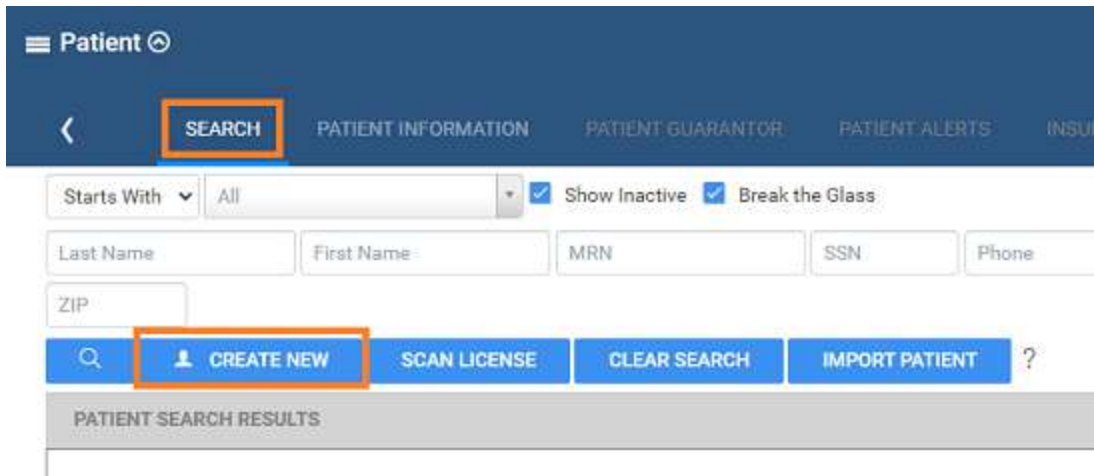 Patient
SEARCH PATIENT INFORMATION PATIENT GUARANTOR PATIENT ALERTS INSU
Starts With All Show Inactive Break the Glass
Last Name First Name MRN SSN Phone
ZIP
CREATE NEW SCAN LICENSE CLEAR SEARCH IMPORT PATIENT ?
PATIENT SEARCH RESULTS